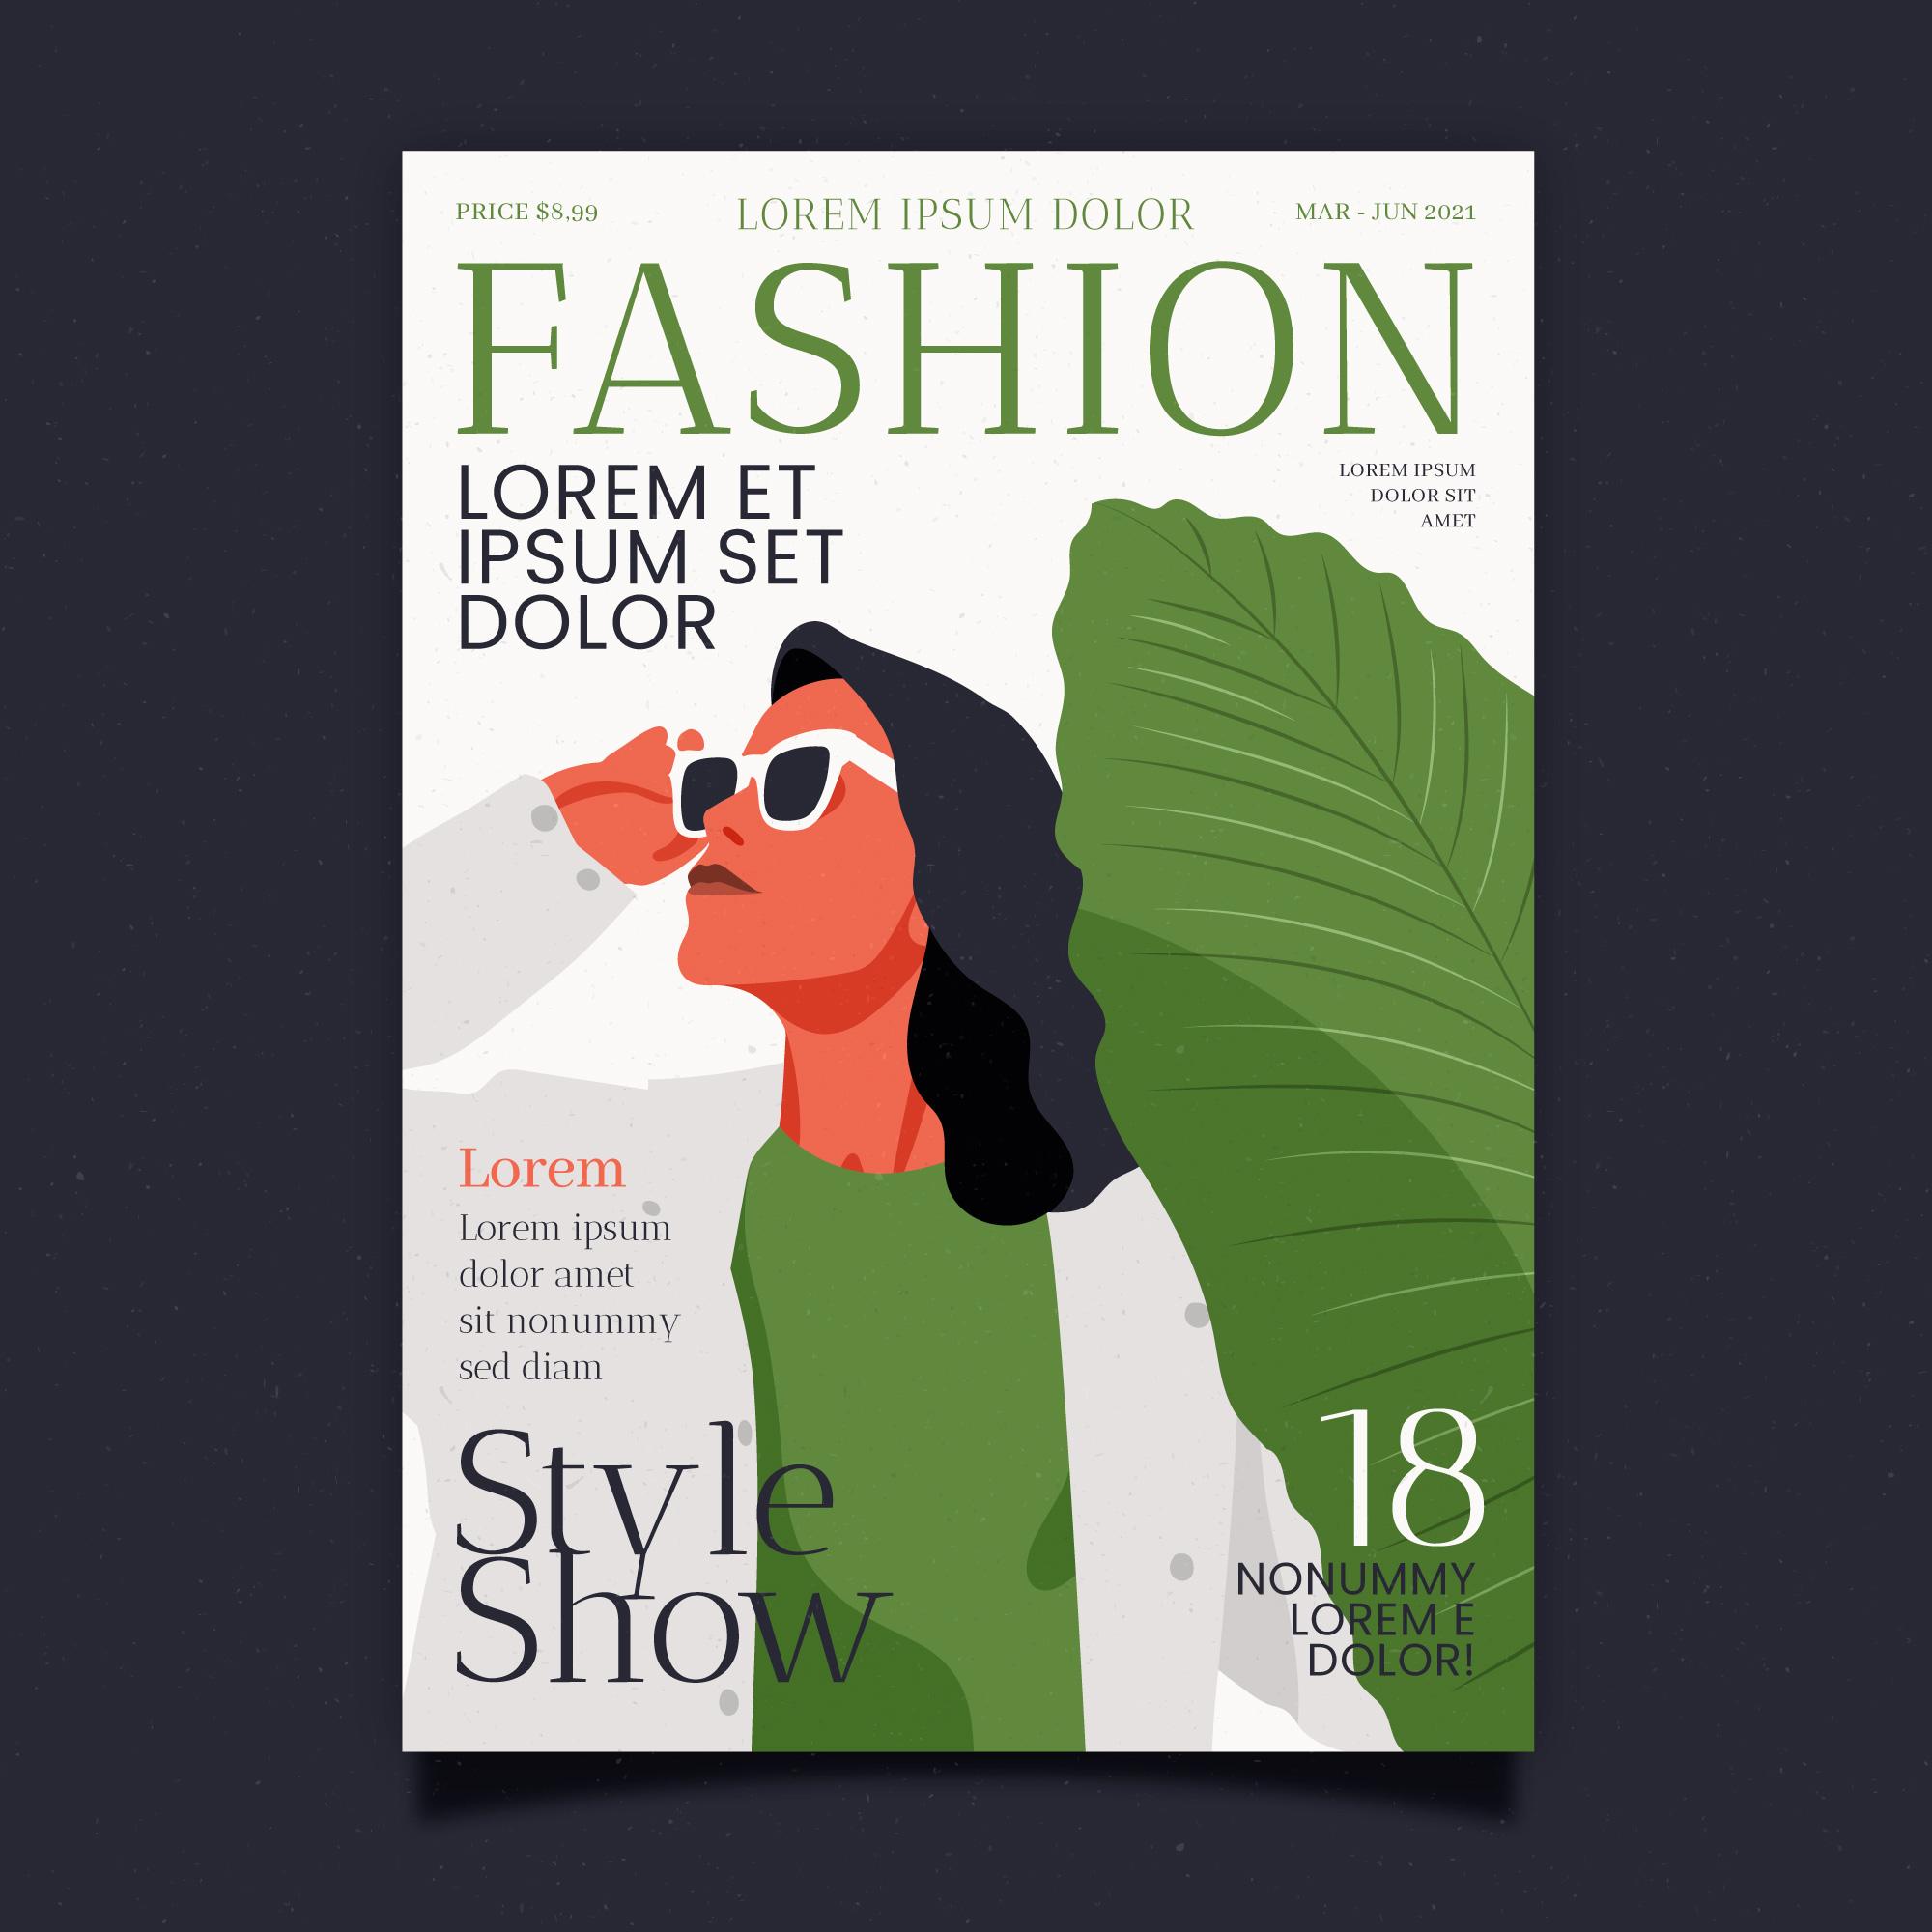 PRICE $8,99
LOREM IPSUM DOLOR
MAR - JUN 2021
FASHION
LOREM ET
IPSUM SET
DOLOR
LOREM IPSUM
DOLOR SIT
AMET
Lorem
Lorem ipsum
dolor amet
sit nonummy
sed diam
Style
Show
18
NONUMMY
LOREM E
DOLOR!